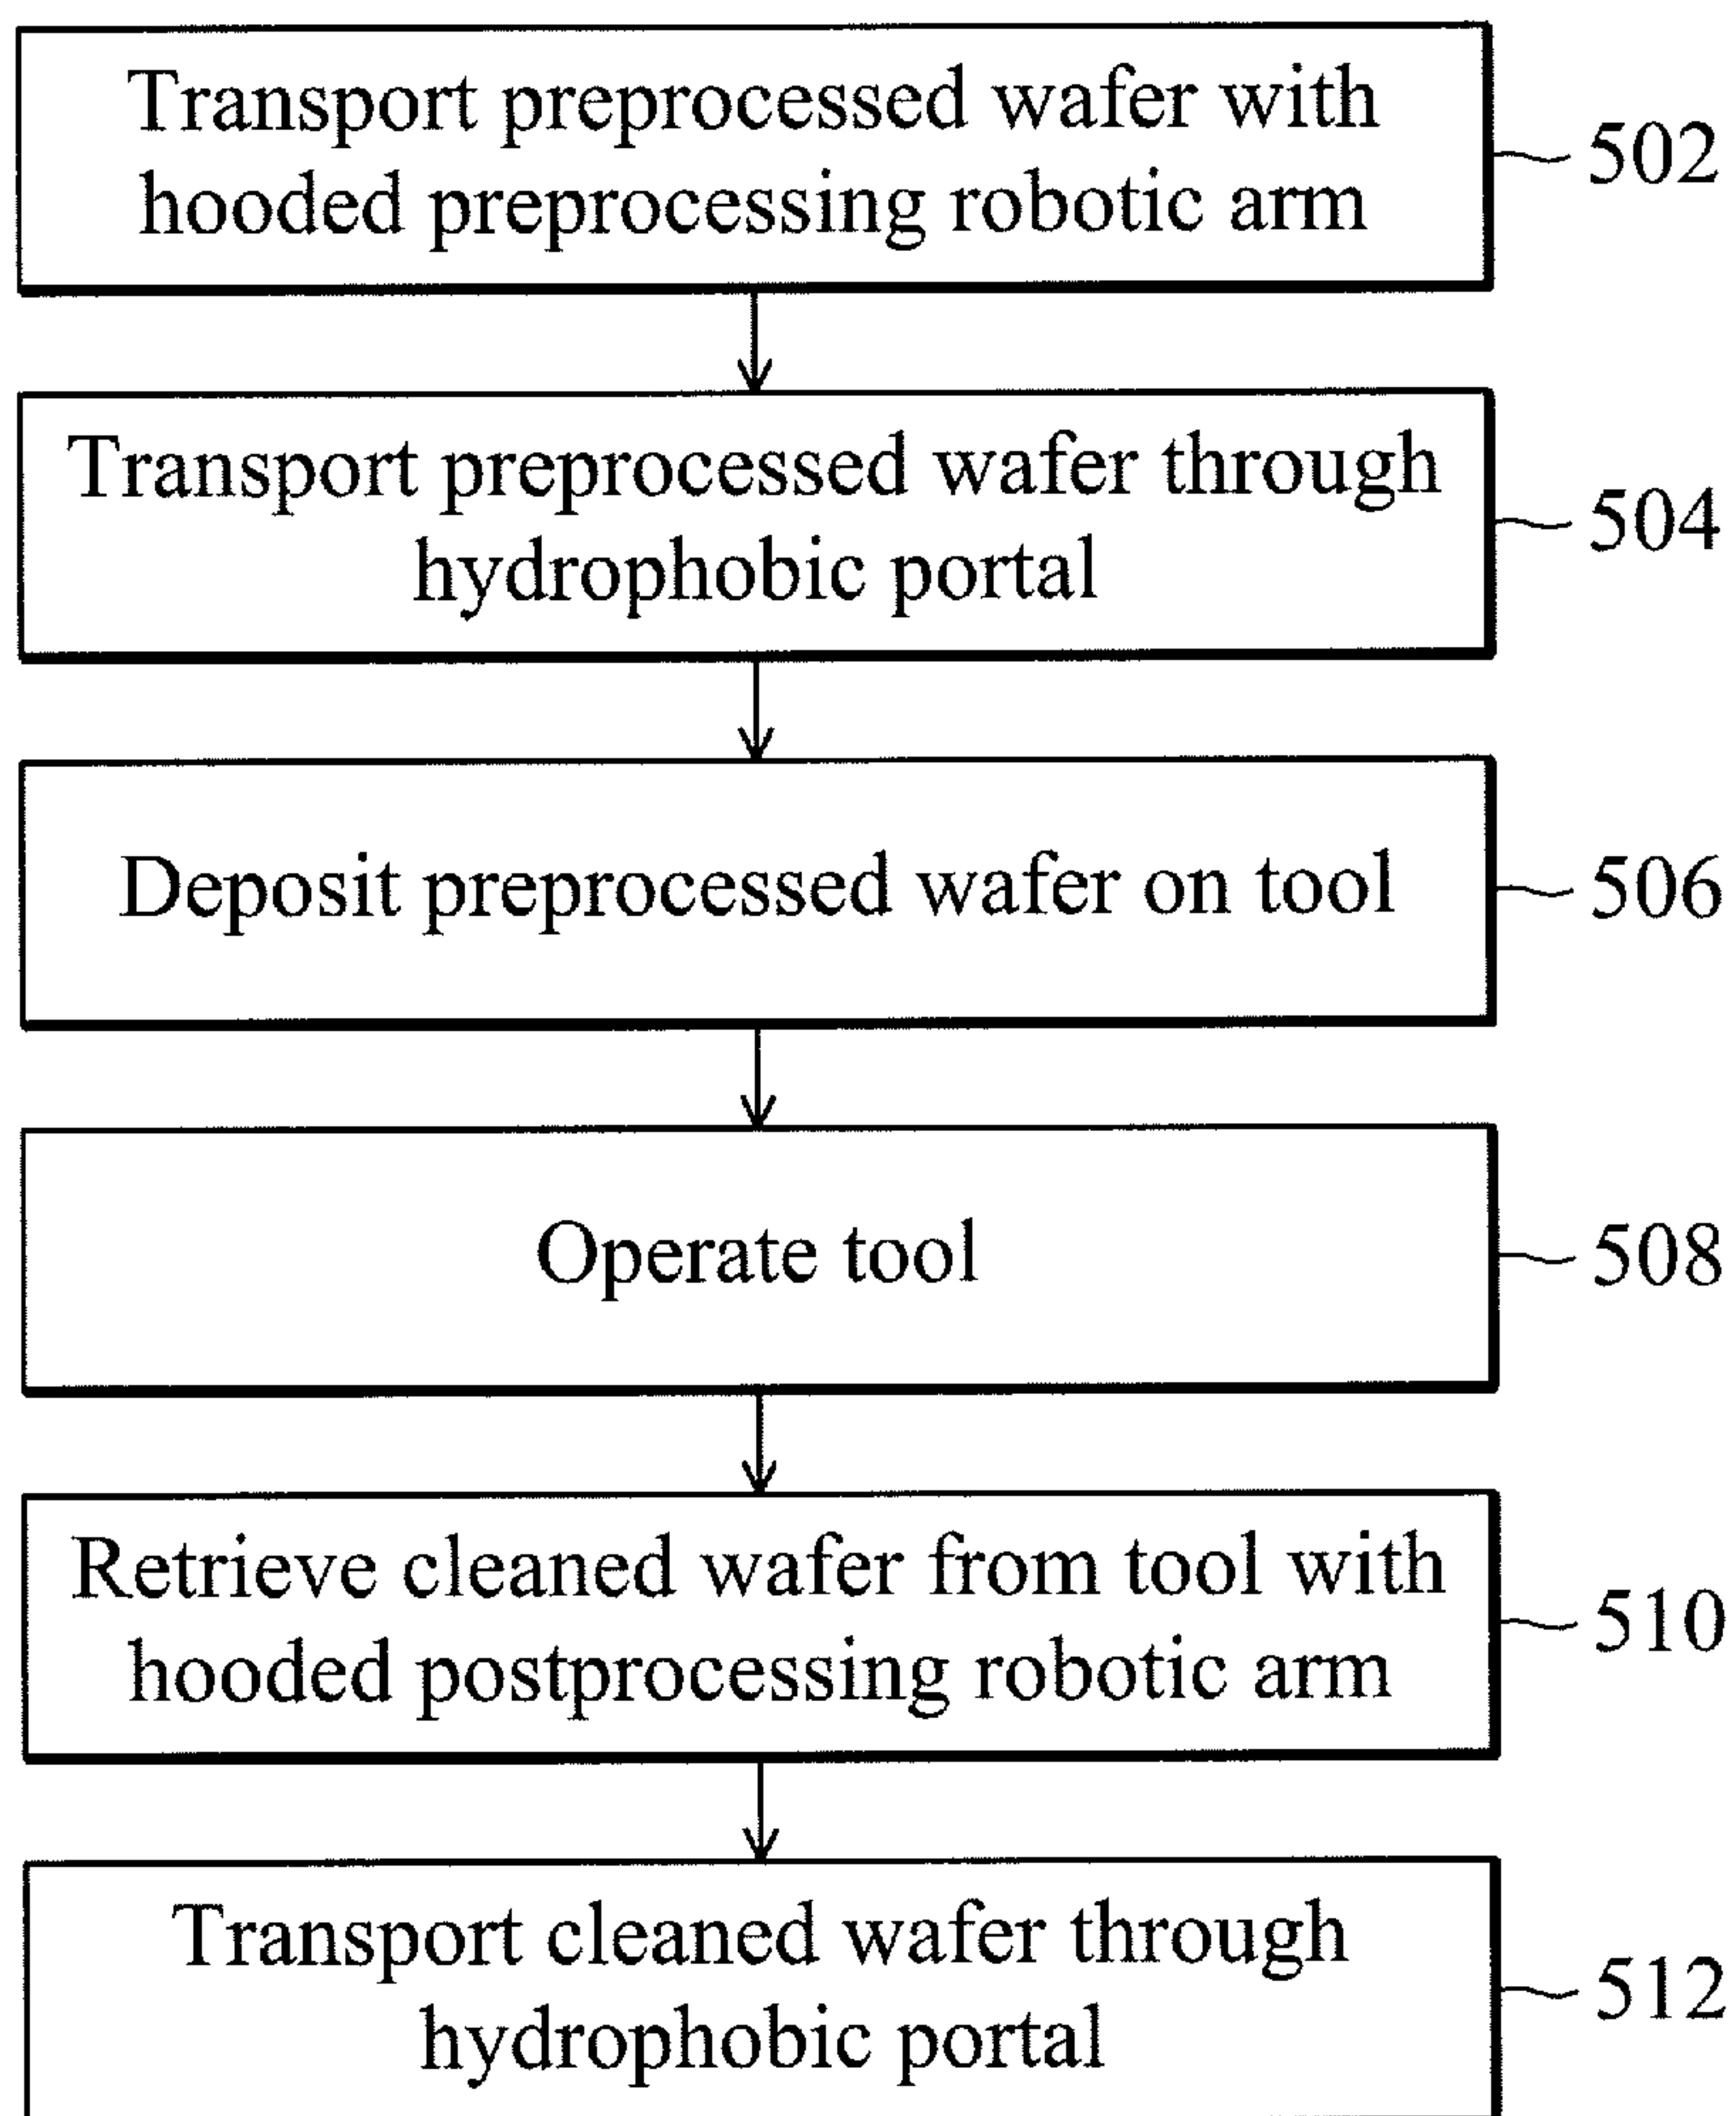 Transport preprocessed wafer with
hooded preprocessing robotic arm
502
Transport preprocessed wafer through
hydrophobic portal
504
Deposit preprocessed wafer on tool
506
Operate tool
508
Retrieve cleaned wafer from tool with
hooded postprocessing robotic arm
510
Transport cleaned wafer through
hydrophobic portal
512